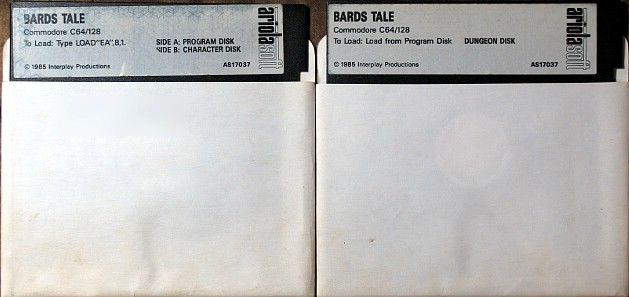 BARDS TALE
Commodore C64/128
To Load: Type LOAD"EA",8,1. SIDE A: PROGRAM DISK
SIDE B: CHARACTER DISK
© 1985 Interplay Productions AS17037
ariolasoft
BARDS TALE
Commodore C64/128
To Load: Load from Program Disk DUNGEON DISK
© 1985 Interplay Productions AS17037
ariolasoft